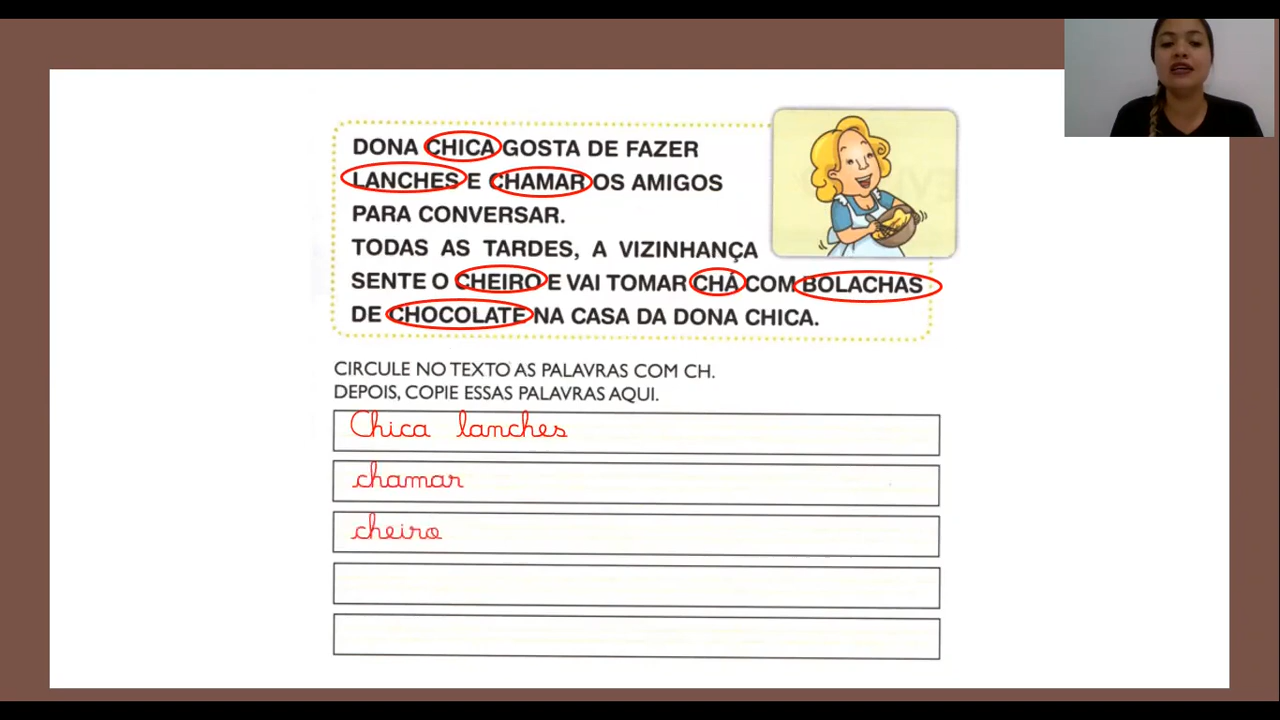 DONA CHICA GOSTA DE FAZER
LANCHES E CHAMAR OS AMIGOS
PARA CONVERSAR.
TODAS AS TARDES, A VIZINHANÇA
SENTE O CHEIRO E VAI TOMAR CHÁ COM BOLACHAS
DE CHOCOLATE NA CASA DA DONA CHICA.
CIRCULE NO TEXTO AS PALAVRAS COM CH.
DEPOIS, COPIE ESSAS PALAVRAS AQUI.
Chica lanches
chamar
cheiro